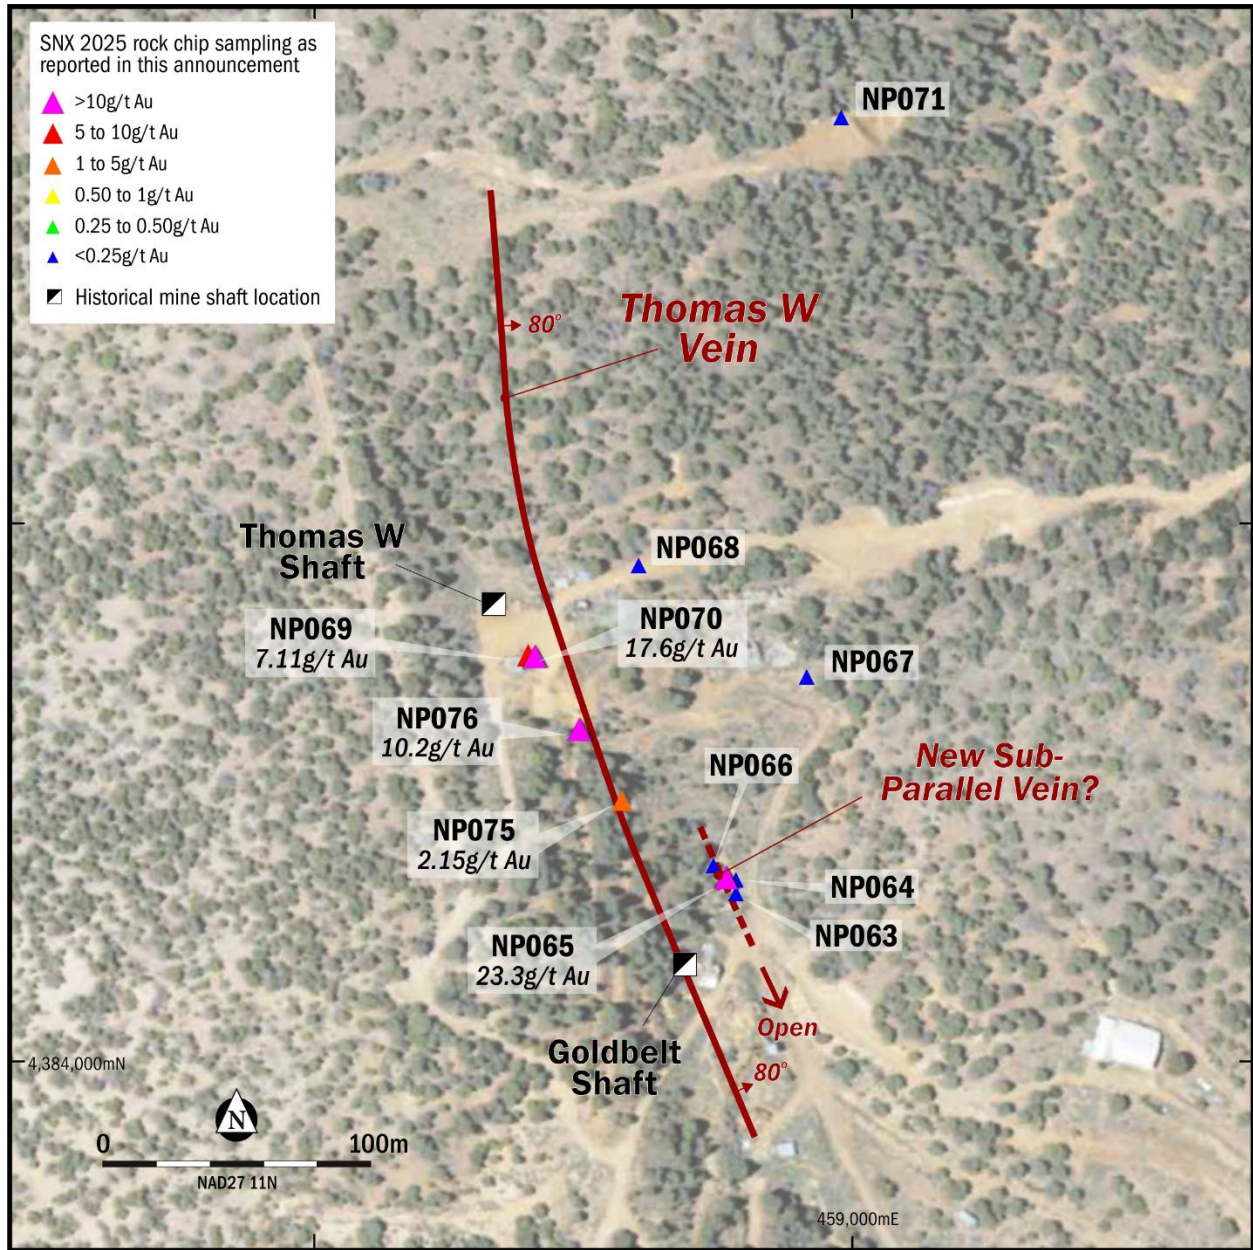 SNX 2025 rock chip sampling as
reported in this announcement
>10g/t Au
5 to 10g/t Au
1 to 5g/t Au
0.50 to 1g/t Au
0.25 to 0.50g/t Au
<0.25g/t Au
Historical mine shaft location
NP071
80°
Thomas W
Vein
Thomas W
Shaft
NP068
NP069
7.11g/t Au
NP070
17.6g/t Au
NP067
NP076
10.2g/t Au
NP066
New Sub-
Parallel Vein?
NP075
2.15g/t Au
NP064
NP063
NP065
23.3g/t Au
Open
Goldbelt
Shaft
80°
4,384,000mN
N
0 100m
NAD27 11N
459,000mE